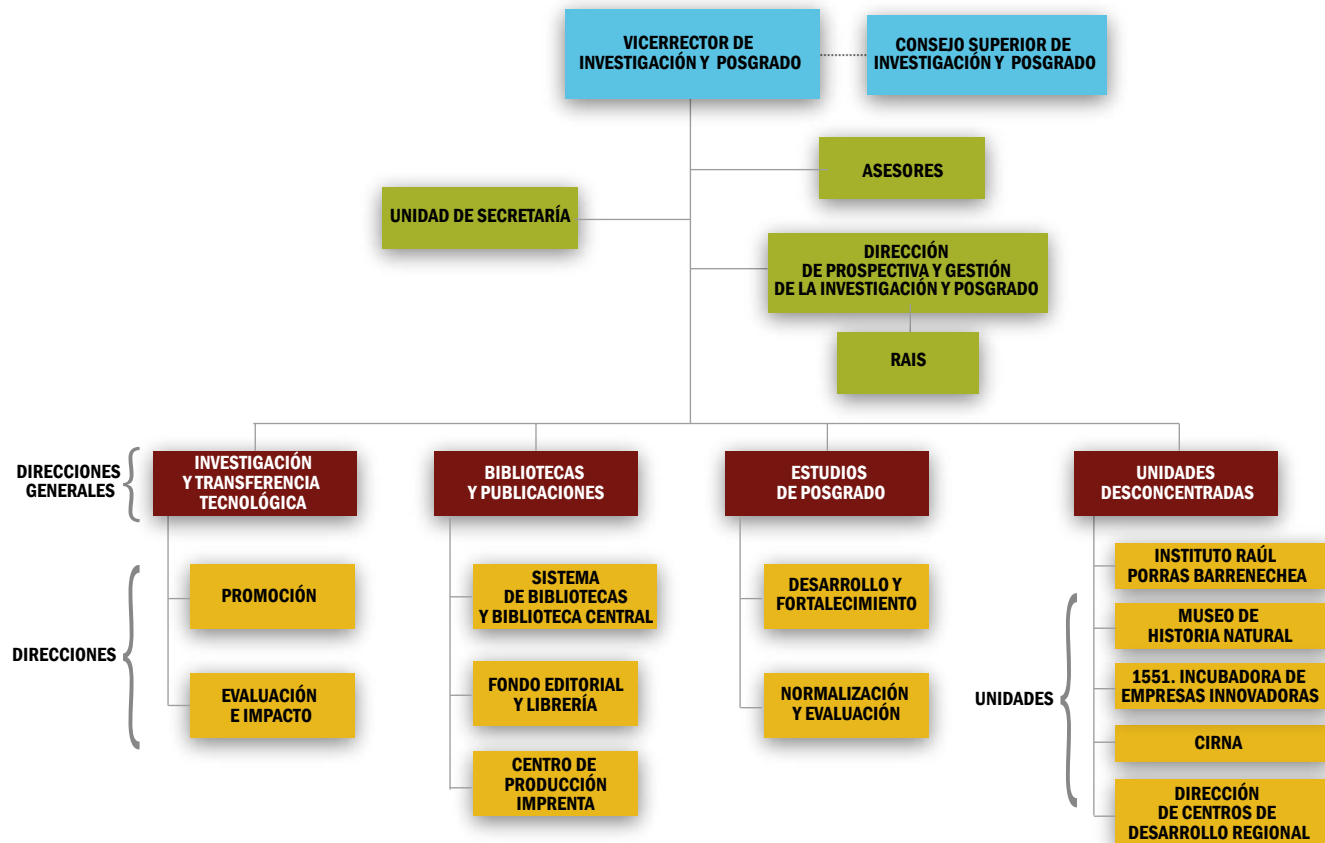 VICERRECTOR DE
INVESTIGACIÓN Y POSGRADO
CONSEJO SUPERIOR DE
INVESTIGACIÓN Y POSGRADO
ASESORES
UNIDAD DE SECRETARÍA
DIRECCIÓN
DE PROSPECTIVA Y GESTIÓN
DE LA INVESTIGACIÓN Y POSGRADO
RAIS
DIRECCIONES
GENERALES
INVESTIGACIÓN
Y TRANSFERENCIA
TECNOLÓGICA
BIBLIOTECAS
Y PUBLICACIONES
ESTUDIOS
DE POSGRADO
UNIDADES
DESCONCENTRADAS
DIRECCIONES
PROMOCIÓN
EVALUACIÓN
E IMPACTO
SISTEMA
DE BIBLIOTECAS
Y BIBLIOTECA CENTRAL
FONDO EDITORIAL
Y LIBRERÍA
CENTRO DE
PRODUCCIÓN
IMPRENTA
DESARROLLO Y
FORTALECIMIENTO
NORMALIZACIÓN
Y EVALUACIÓN
UNIDADES
INSTITUTO RAÚL
PORRAS BARRENECHEA
MUSEO DE
HISTORIA NATURAL
1551. INCUBADORA DE
EMPRESAS INNOVADORAS
CIRNA
DIRECCIÓN
DE CENTROS DE
DESARROLLO REGIONAL